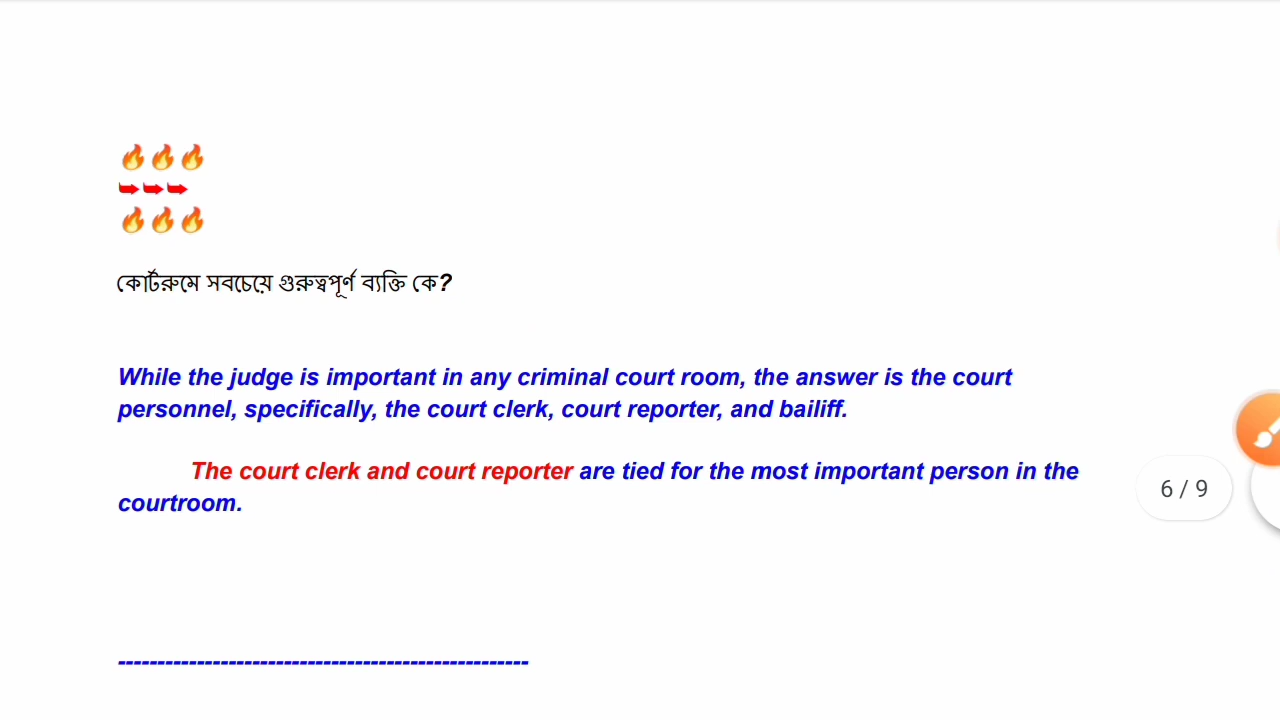 🔥🔥🔥
➥➥➥
🔥🔥🔥
কোর্টরুমে সবচেয়ে গুরুত্বপূর্ণ ব্যক্তি কে?
While the judge is important in any criminal court room, the answer is the court
personnel, specifically, the court clerk, court reporter, and bailiff.
The court clerk and court reporter are tied for the most important person in the
courtroom.
6 / 9
----------------------------------------------------